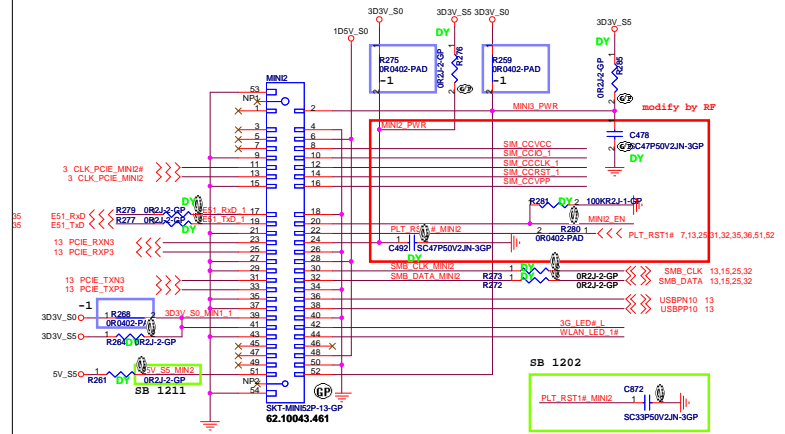 3D3V_S0 3D3V_S5 3D3V_S0
3D3V_S5
1D5V_S0
DY
DY
R275
0R0402-PAD
-1
R276
0R2J-2-GP
R259
0R0402-PAD
-1
R285
0R2J-2-GP
MINI2
53
NP1
1 2
MINI3_PWR
modify by RF
MINI2_PWR
C478
SC47P50V2JN-3GP
DY
3 4
5 6
7 8
9 10
11 12
13 14
15 16
SIM_CCVCC
SIM_CCIO_1
SIM_CCCLK_1
SIM_CCRST_1
SIM_CCVPP
3 CLK_PCIE_MINI2#
3 CLK_PCIE_MINI2
R281 DY 100KR2J-1-GP
35 E51_RxD R279 0R2J-2-GP E51_RxD_1 17 18
35 E51_TxD R277 0R2J-2-GP E51_TxD_1 19 20
DY
MINI2_EN
21 22 PLT_RST1#_MINI2 R280 PLT_RST1# 7,13,25,31,32,35,36,51,52
0R0402-PAD
13 PCIE_RXN3 23 24 C492 SC47P50V2JN-3GP
DY
13 PCIE_RXP3 25 26
27 28
29 30 SMB_CLK_MINI2 DY SMB_CLK 13,15,25,32
13 PCIE_TXN3 31 32 SMB_DATA_MINI2 R273 0R2J-2-GP SMB_DATA 13,15,25,32
13 PCIE_TXP3 33 34 R272 DY 0R2J-2-GP
35 36 USBPN10 13
37 38 USBPP10 13
-1
3D3V_S0 R268 3D3V_S0_MINI1_1 39 40
0R0402-PAD
41 42 3G_LED#_L
3D3V_S5 R264 DY 0R2J-2-GP 43 44 WLAN_LED_1#
45 46
47 48
49 50
5V_S5 5V_S5_MIN2 51 52
R261 DY 0R2J-2-GP
SB 1211
NP2
54
GP
SKT-MINI52P-13-GP
62.10043.461
SB 1202
C872
PLT_RST1#_MINI2 1 2
DY
SC33P50V2JN-3GP